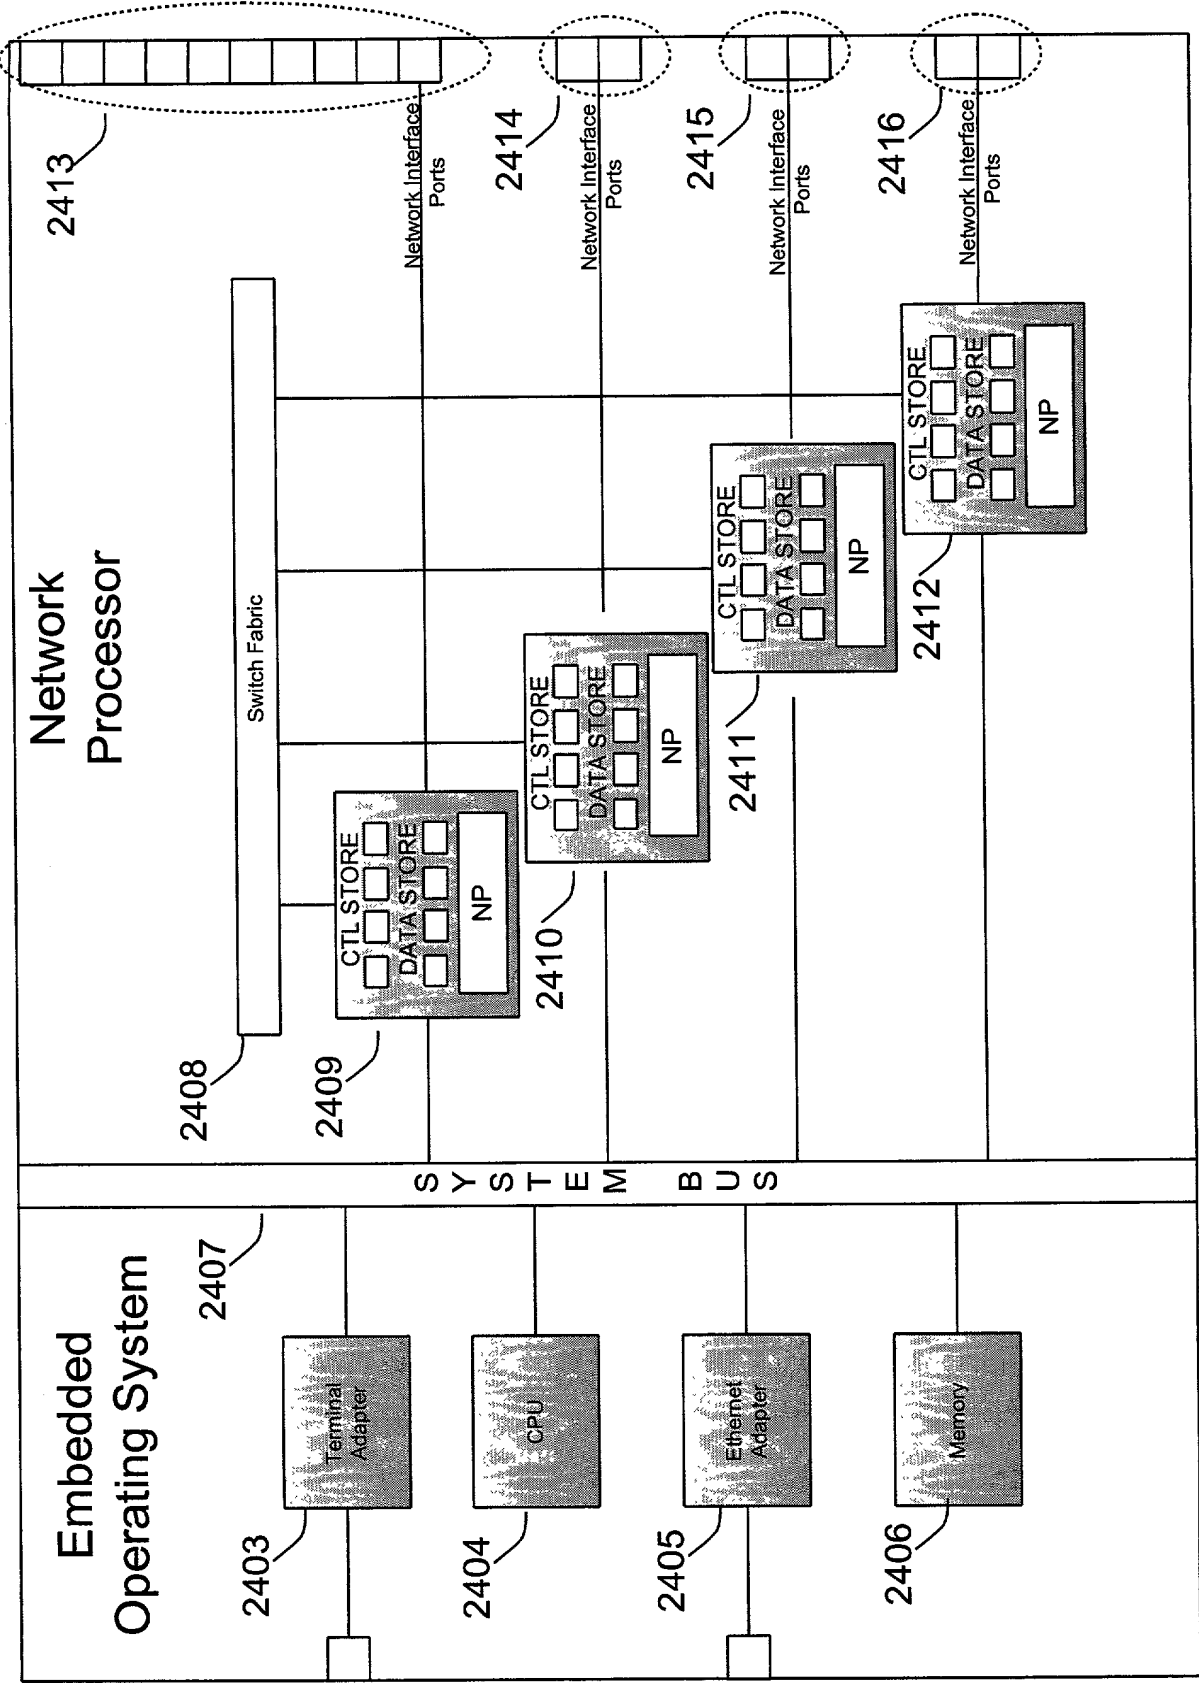 Embedded
Operating System
Network
Processor
2403
Terminal
Adapter
2404
CPU
2405
Ethernet
Adapter
2406
Memory
2407
SYSTEM BUS
2408
Switch Fabric
2409
CTL STORE
DATA STORE
NP
2410
CTL STORE
DATA STORE
NP
2411
CTL STORE
DATA STORE
NP
2412
CTL STORE
DATA STORE
NP
2413
Network Interface
Ports
2414
Network Interface
Ports
2415
Network Interface
Ports
2416
Network Interface
Ports